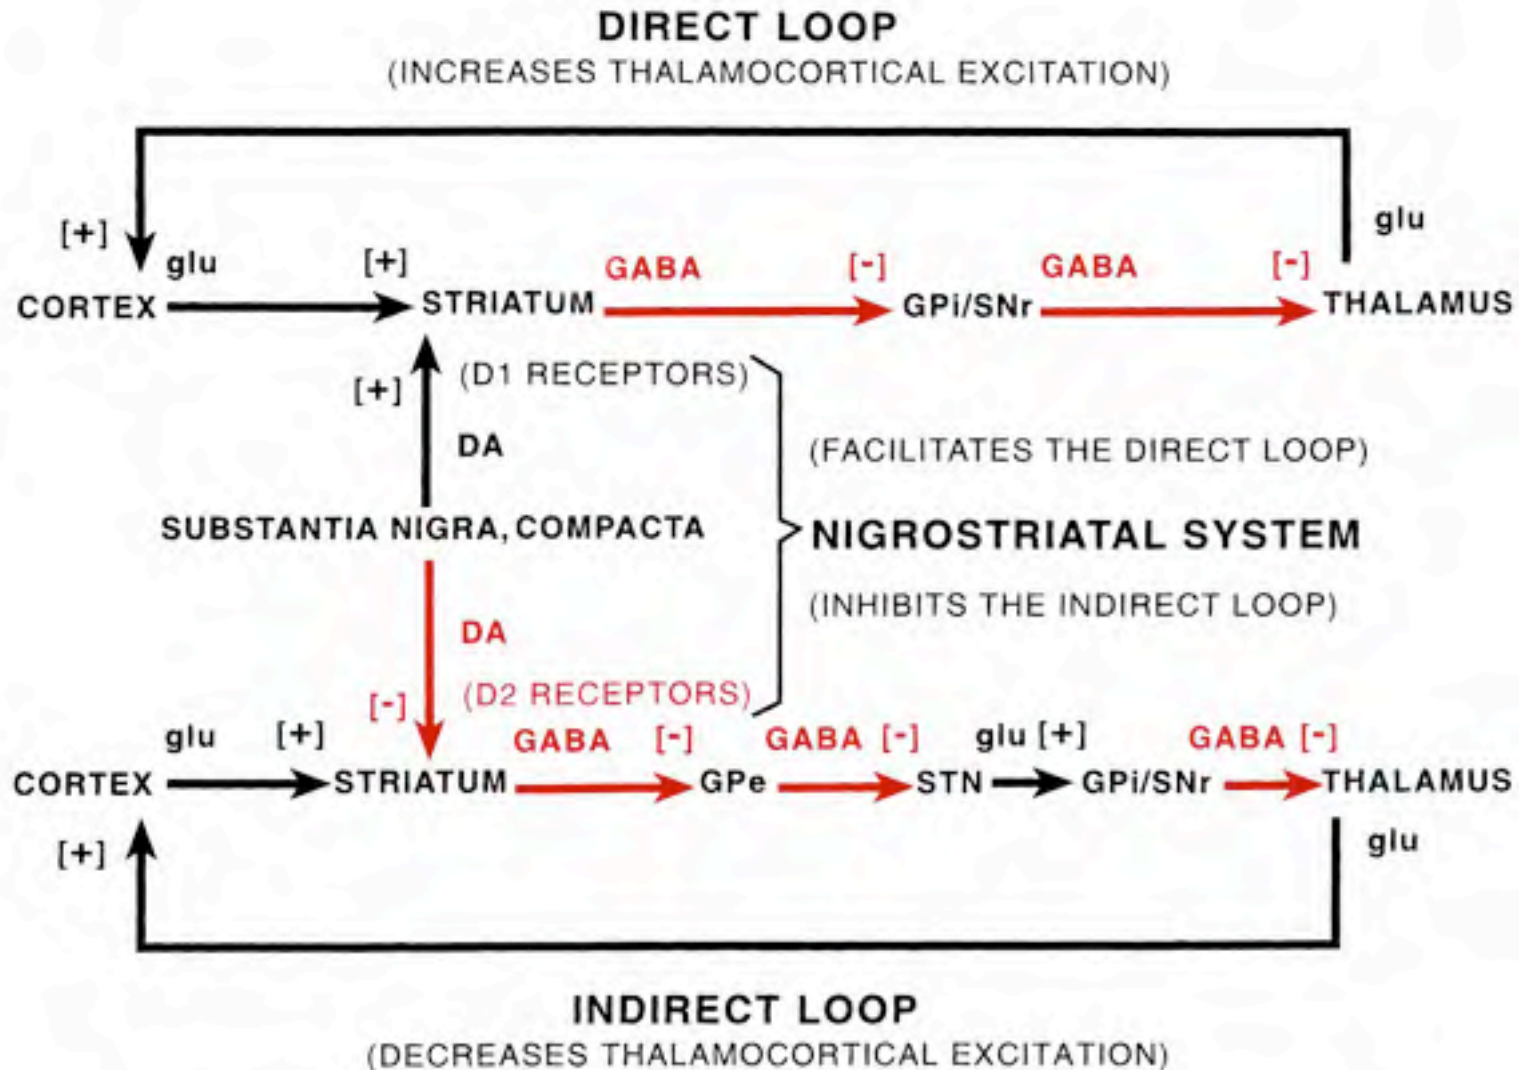 DIRECT LOOP
(INCREASES THALAMOCORTICAL EXCITATION)
glu
[+] glu [+] GABA [-] GABA [-]
CORTEX STRIATUM GPi/SNr THALAMUS
[+] (D1 RECEPTORS)
DA (FACILITATES THE DIRECT LOOP)
SUBSTANTIA NIGRA, COMPACTA NIGROSTRIATAL SYSTEM
(INHIBITS THE INDIRECT LOOP)
DA
[-] (D2 RECEPTORS)
glu [+] GABA [-] GABA [-] glu [+] GABA [-]
CORTEX STRIATUM GPe STN GPi/SNr THALAMUS
[+] glu
INDIRECT LOOP
(DECREASES THALAMOCORTICAL EXCITATION)